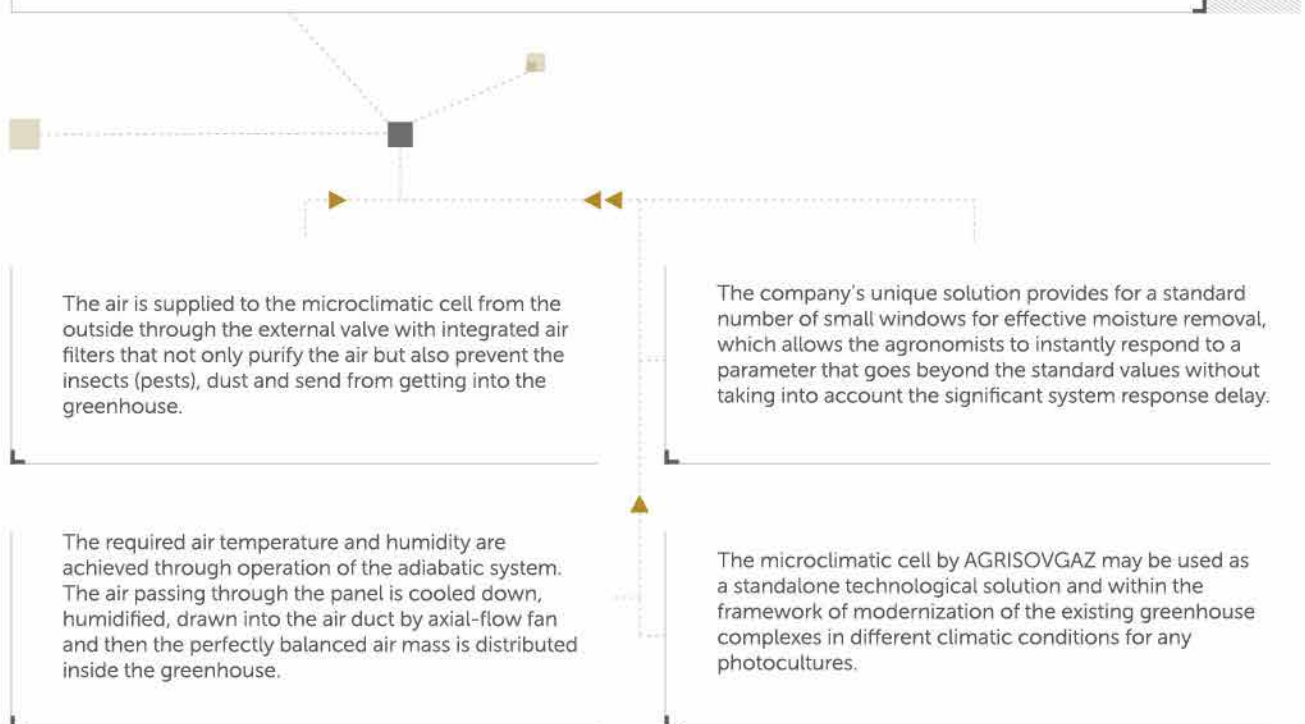 The air is supplied to the microclimatic cell from the
outside through the external valve with integrated air
filters that not only purify the air but also prevent the
insects (pests), dust and send from getting into the
greenhouse.
The company's unique solution provides for a standard
number of small windows for effective moisture removal,
which allows the agronomists to instantly respond to a
parameter that goes beyond the standard values without
taking into account the significant system response delay.
The required air temperature and humidity are
achieved through operation of the adiabatic system.
The air passing through the panel is cooled down,
humidified, drawn into the air duct by axial-flow fan
and then the perfectly balanced air mass is distributed
inside the greenhouse.
The microclimatic cell by AGRISOVGAZ may be used as
a standalone technological solution and within the
framework of modernization of the existing greenhouse
complexes in different climatic conditions for any
photocultures.